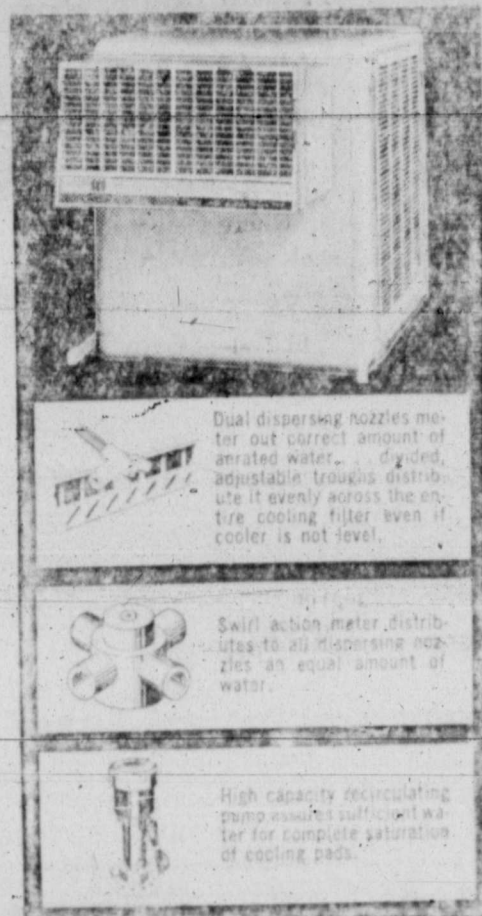 Dual dispersing nozzles me-
ter out correct amount of
aerated water. . . divided,
adjustable troughs distrib-
ute it evenly across the en-
tire cooling filter even if
cooler is not level.
Swirl action meter distrib-
utes to all dispersing noz-
zles an equal amount of
water.
High capacity recirculating
pump assures sufficient wa-
ter for complete saturation
of cooling pads.